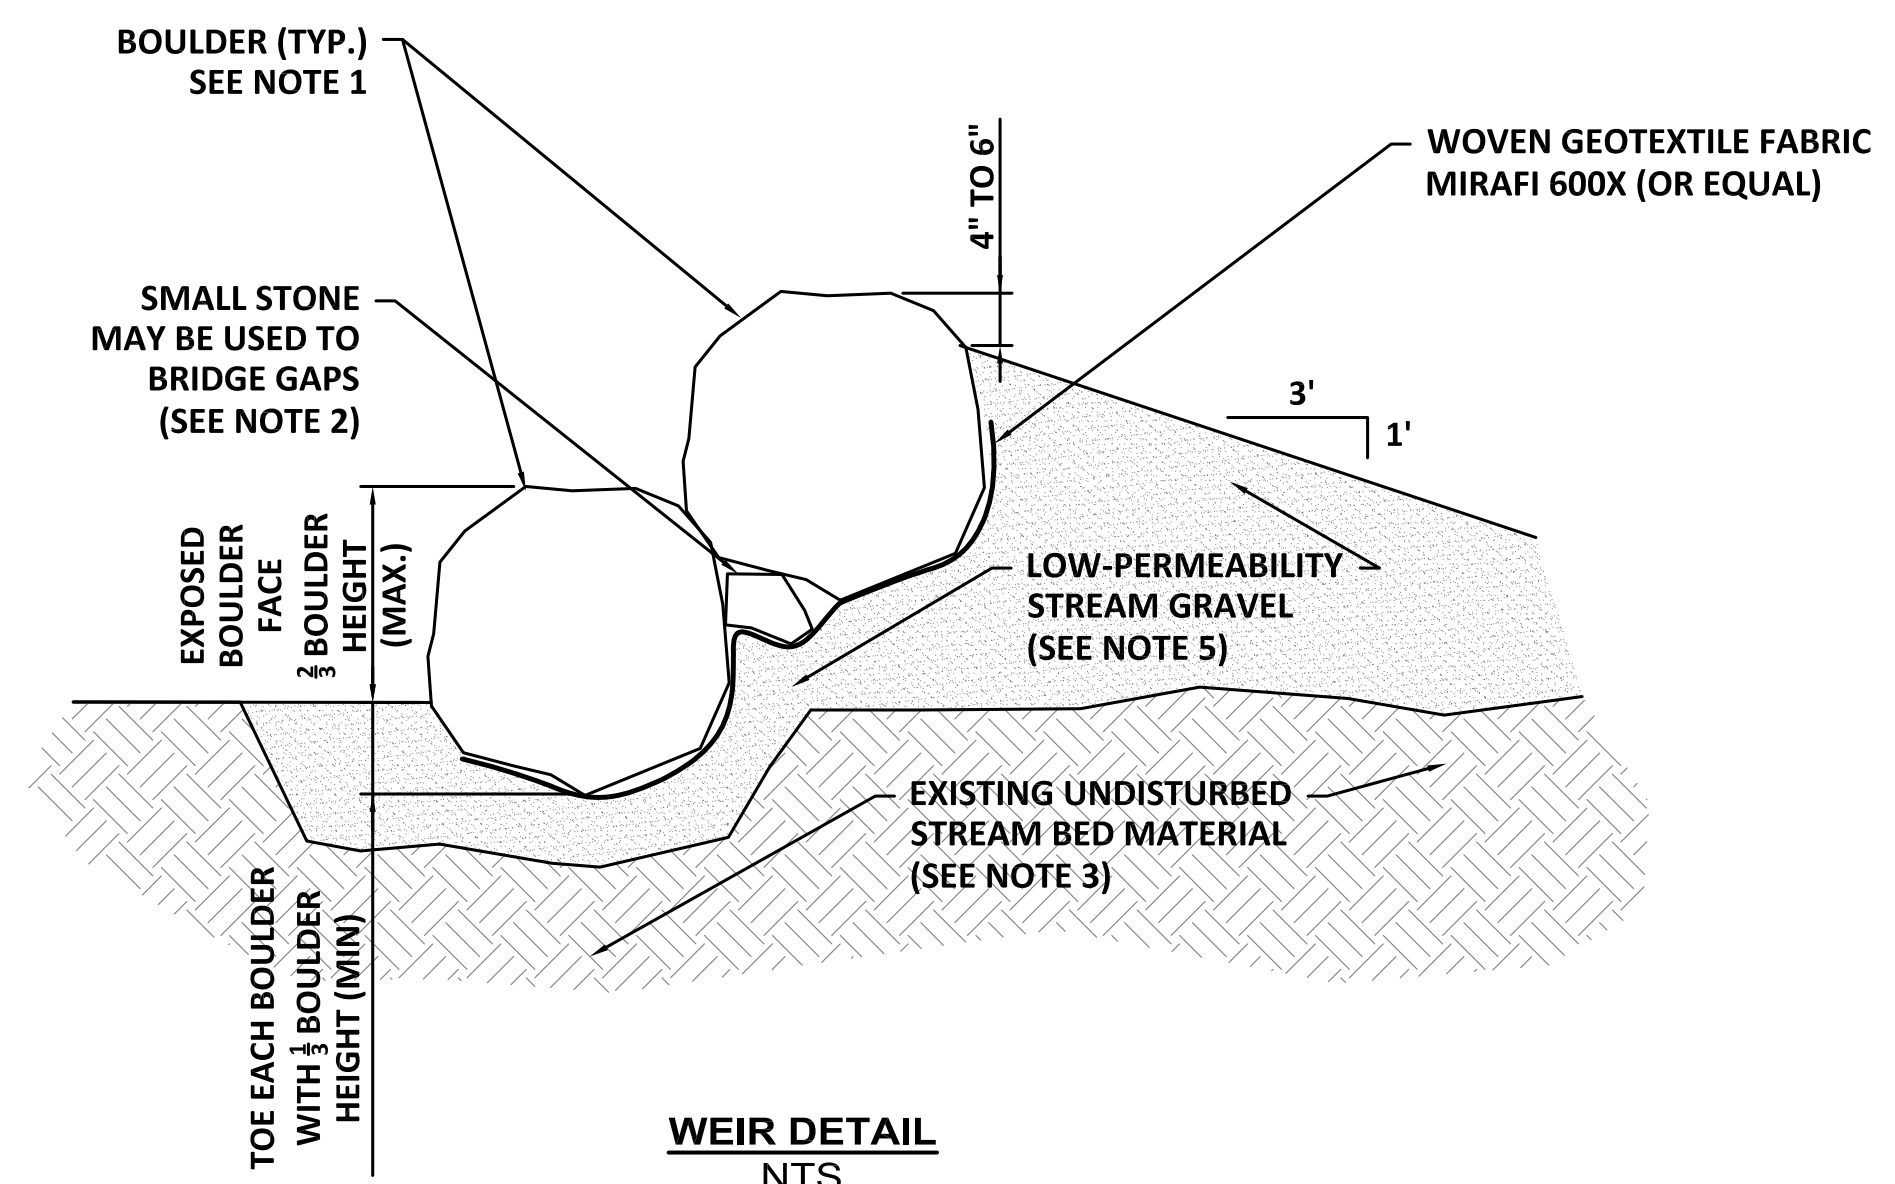 BOULDER (TYP.)
SEE NOTE 1
4" TO 6"
WOVEN GEOTEXTILE FABRIC
MIRAFI 600X (OR EQUAL)
SMALL STONE
MAY BE USED TO
BRIDGE GAPS
(SEE NOTE 2)
3'
1'
EXPOSED
BOULDER
FACE
⅔ BOULDER
HEIGHT
(MAX.)
LOW-PERMEABILITY
STREAM GRAVEL
(SEE NOTE 5)
EXISTING UNDISTURBED
STREAM BED MATERIAL
(SEE NOTE 3)
TOE EACH BOULDER
WITH ⅓ BOULDER
HEIGHT (MIN)
WEIR DETAIL
NTS